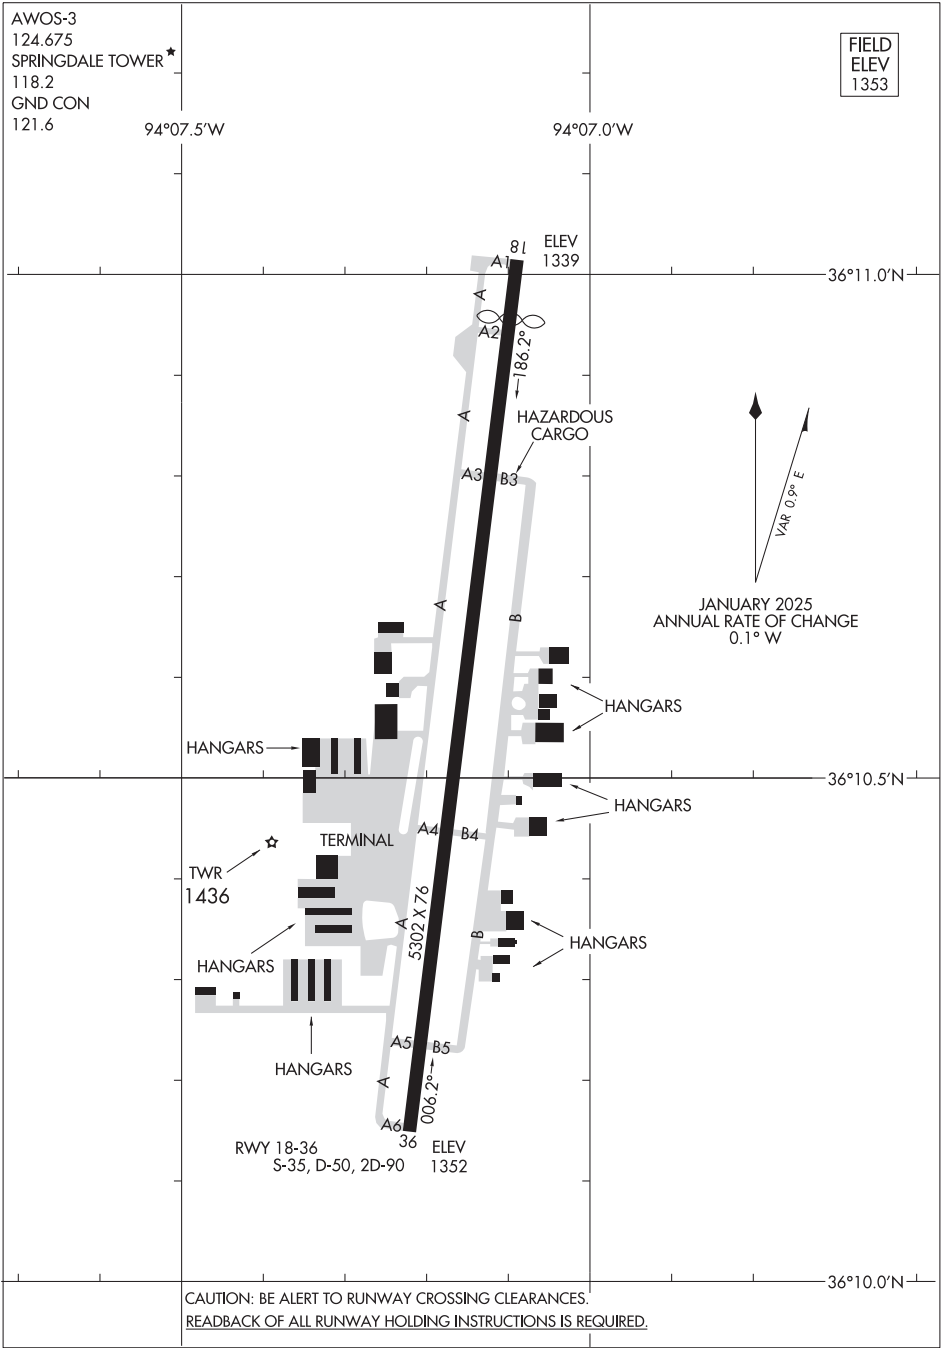 AWOS-3
124.675
SPRINGDALE TOWER
118.2
GND CON
121.6
FIELD
ELEV
1353
94°07.5'W
94°07.0'W
18
ELEV
1339
A1
36°11.0'N
A
A2
186.2°
A
HAZARDOUS
CARGO
A3
B3
VAR 0.9° E
JANUARY 2025
ANNUAL RATE OF CHANGE
0.1° W
A
B
HANGARS
HANGARS
36°10.5'N
HANGARS
A4
B4
TERMINAL
TWR
1436
5302 X 76
A
B
HANGARS
HANGARS
A5
B5
HANGARS
A
006.2°
A6
36
RWY 18-36
S-35, D-50, 2D-90
ELEV
1352
36°10.0'N
CAUTION: BE ALERT TO RUNWAY CROSSING CLEARANCES.
READBACK OF ALL RUNWAY HOLDING INSTRUCTIONS IS REQUIRED.